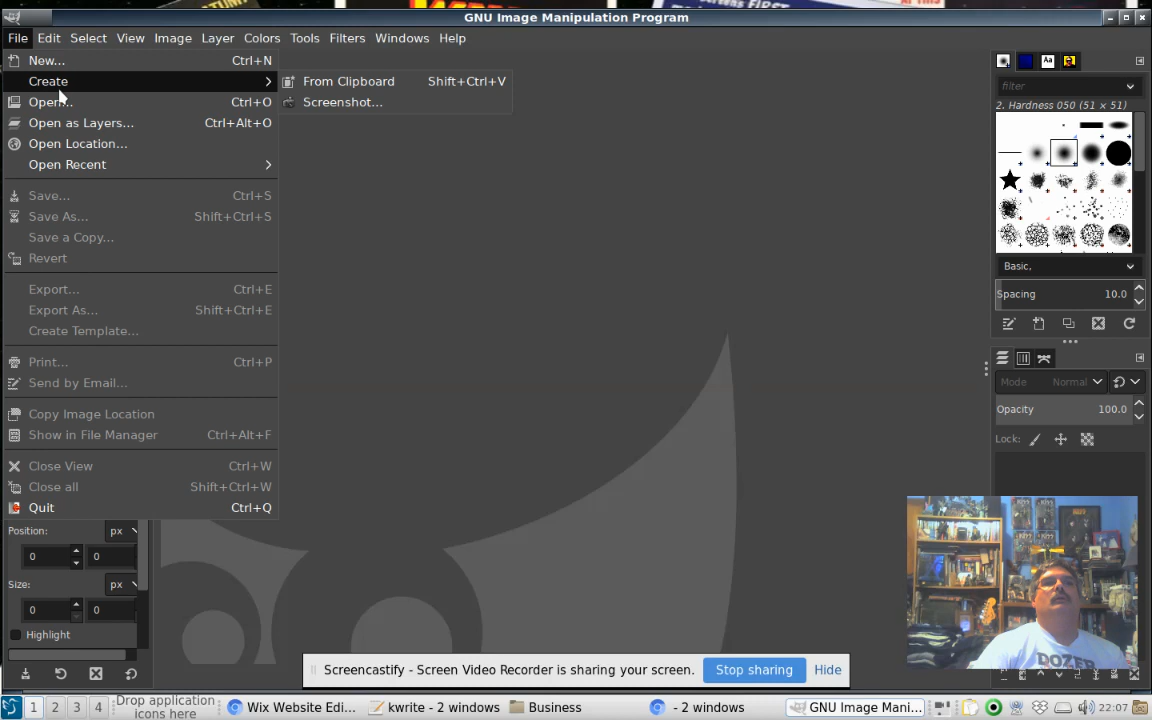 GNU Image Manipulation Program
File Edit Select View Image Layer Colors Tools Filters Windows Help
New... Ctrl+N
Create
From Clipboard Shift+Ctrl+V
Open... Ctrl+O
Screenshot...
Open as Layers... Ctrl+Alt+O
Open Location...
Open Recent
Save... Ctrl+S
Save As... Shift+Ctrl+S
Save a Copy...
Revert
Export... Ctrl+E
Export As... Shift+Ctrl+E
Create Template...
Print... Ctrl+P
Send by Email...
Copy Image Location
Show in File Manager Ctrl+Alt+F
Close View Ctrl+W
Close all Shift+Ctrl+W
Quit Ctrl+Q
Position: px
0 0
Size: px
0 0
Highlight
Aa
filter
2. Hardness 050 (51 × 51)
Basic,
Spacing 10.0
Mode Normal
Opacity 100.0
Lock:
DOZER
Screencastify - Screen Video Recorder is sharing your screen. Stop sharing Hide
1 2 3 4 Drop application icons here Wix Website Edi... kwrite - 2 windows Business - 2 windows GNU Image Mani... 22:07